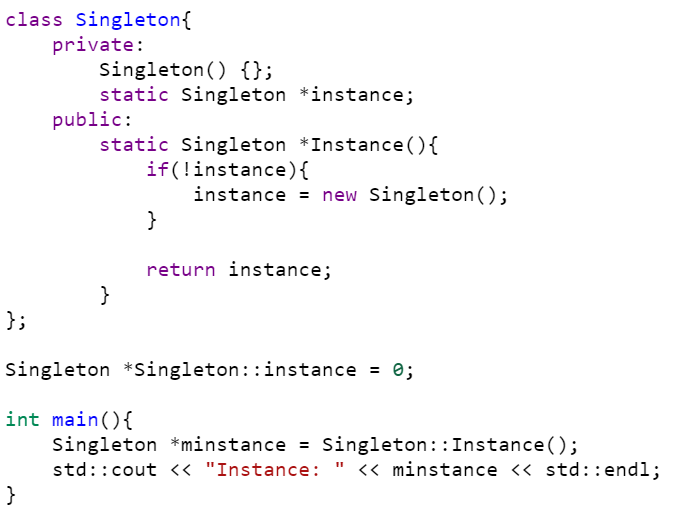 class Singleton{
    private:
        Singleton() {};
        static Singleton *instance;
    public:
        static Singleton *Instance(){
            if(!instance){
                instance = new Singleton();
            }

            return instance;
        }
};

Singleton *Singleton::instance = 0;

int main(){
    Singleton *minstance = Singleton::Instance();
    std::cout << "Instance: " << minstance << std::endl;
}